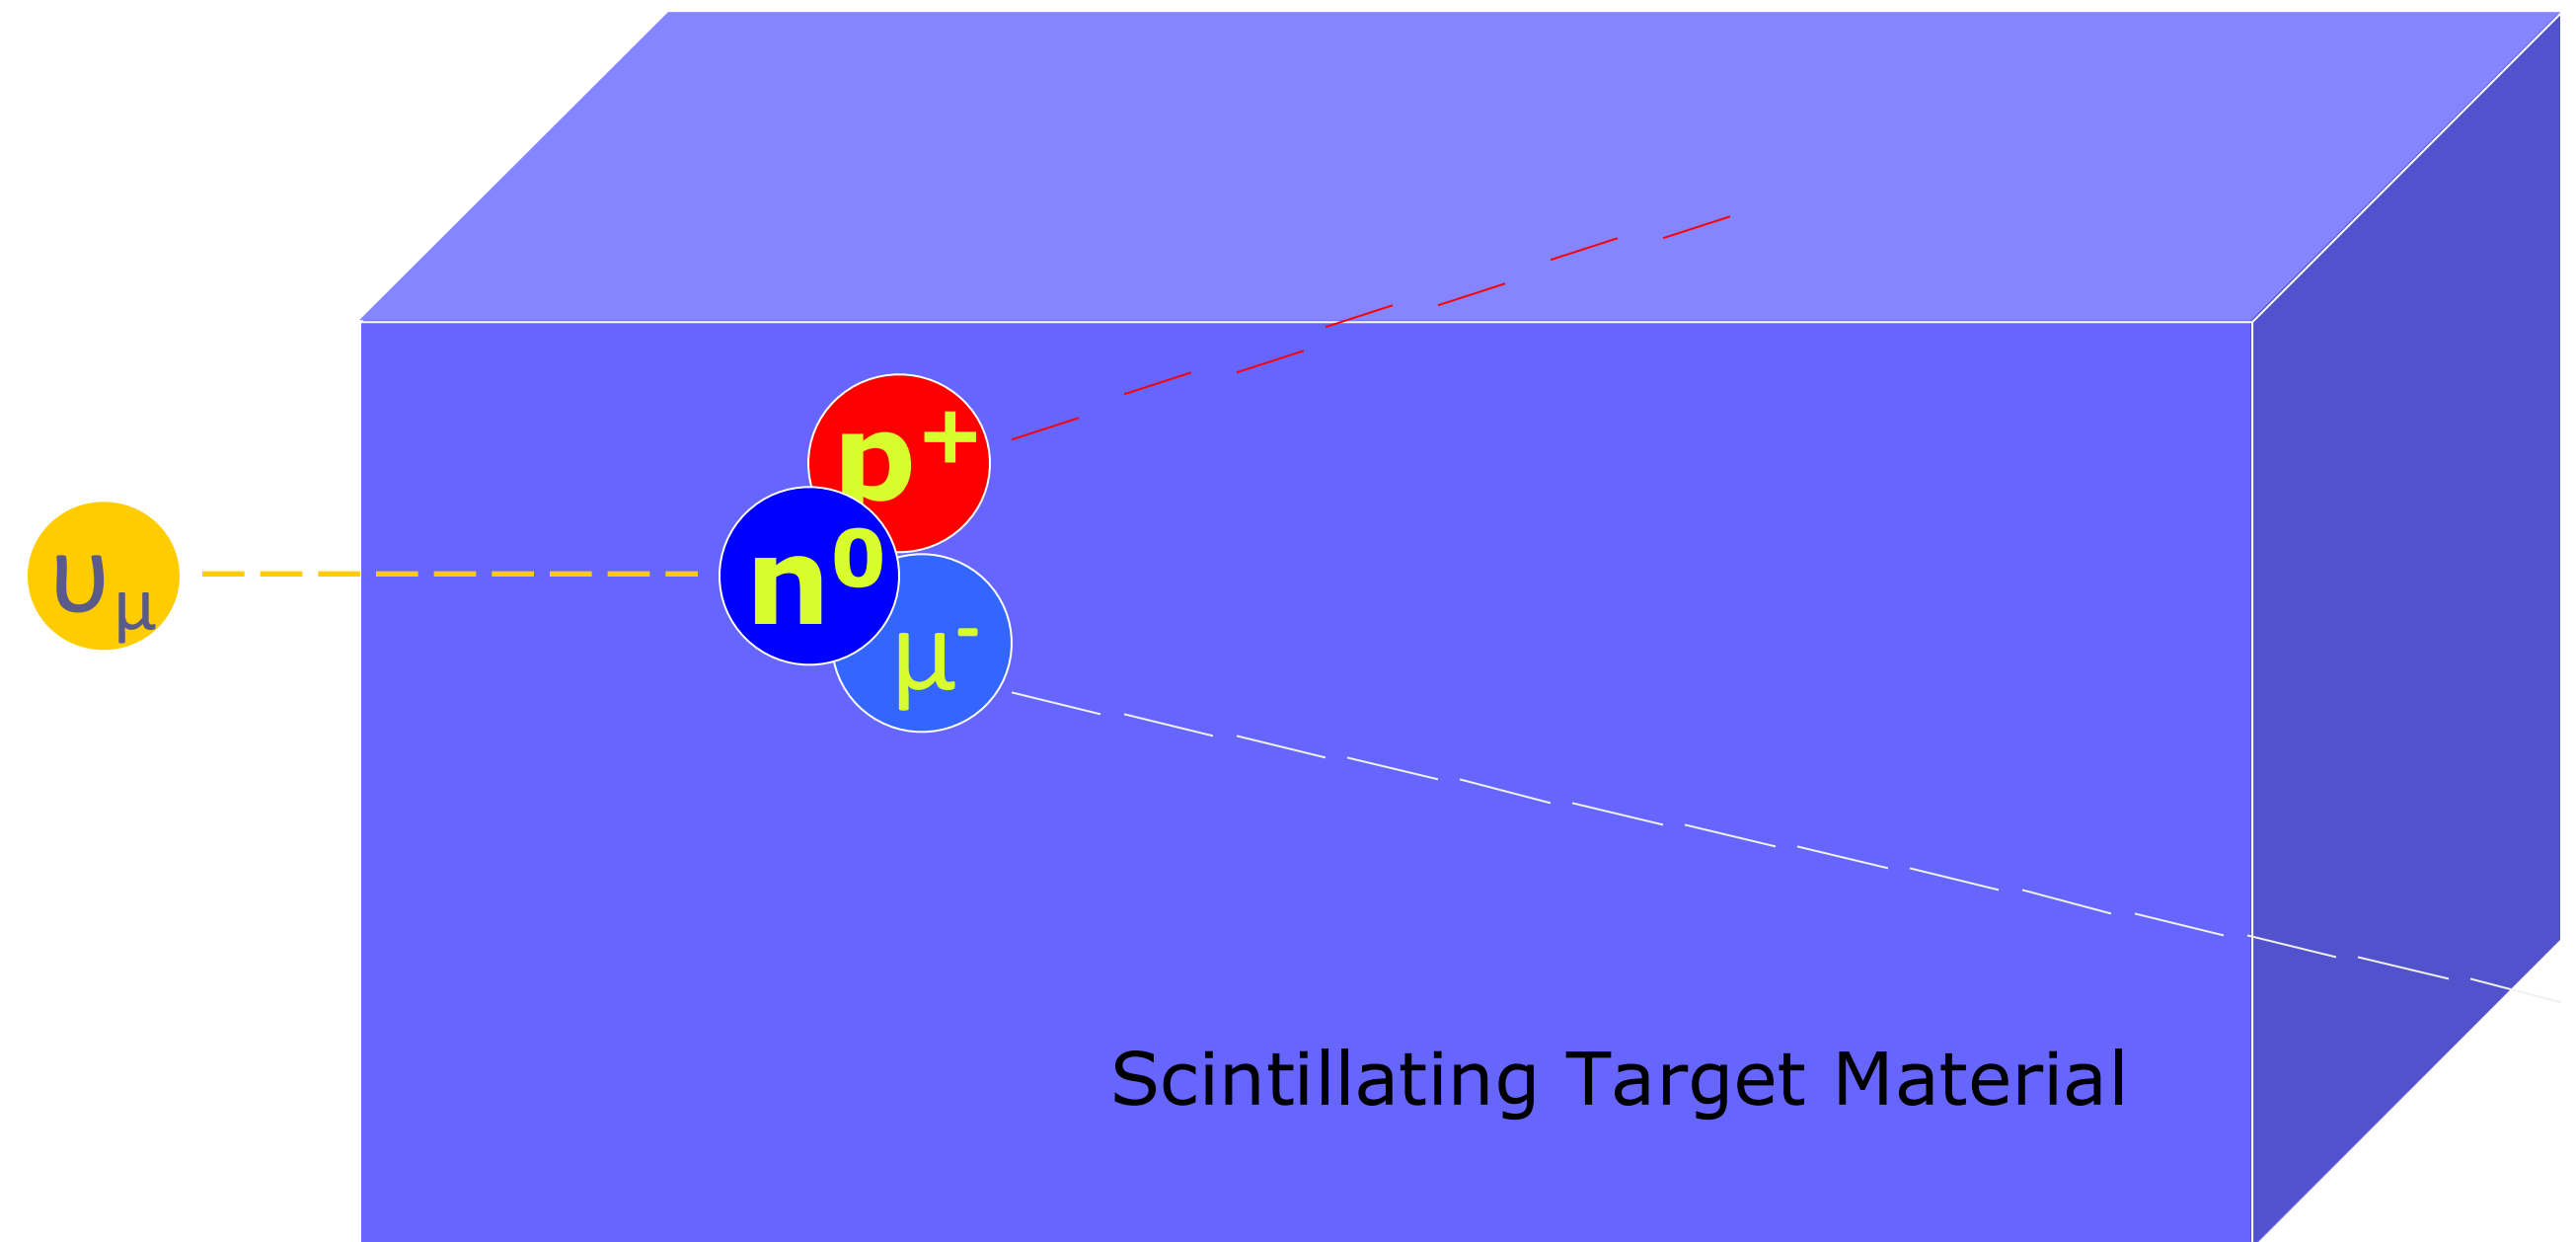 p⁺
n⁰
υμ
μ⁻
Scintillating Target Material